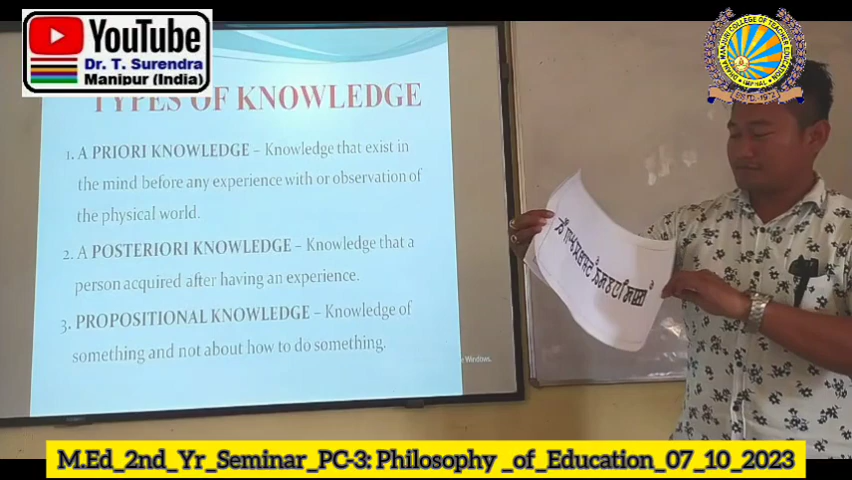 YouTube
Dr. T. Surendra
Manipur (India)
TYPES OF KNOWLEDGE
1. A PRIORI KNOWLEDGE – Knowledge that exist in
the mind before any experience with or observation of
the physical world.
2. A POSTERIORI KNOWLEDGE – Knowledge that a
person acquired after having an experience.
3. PROPOSITIONAL KNOWLEDGE – Knowledge of
something and not about how to do something.
Windows.
M.Ed_2nd_Yr_Seminar_PC-3: Philosophy _of_Education_07_10_2023